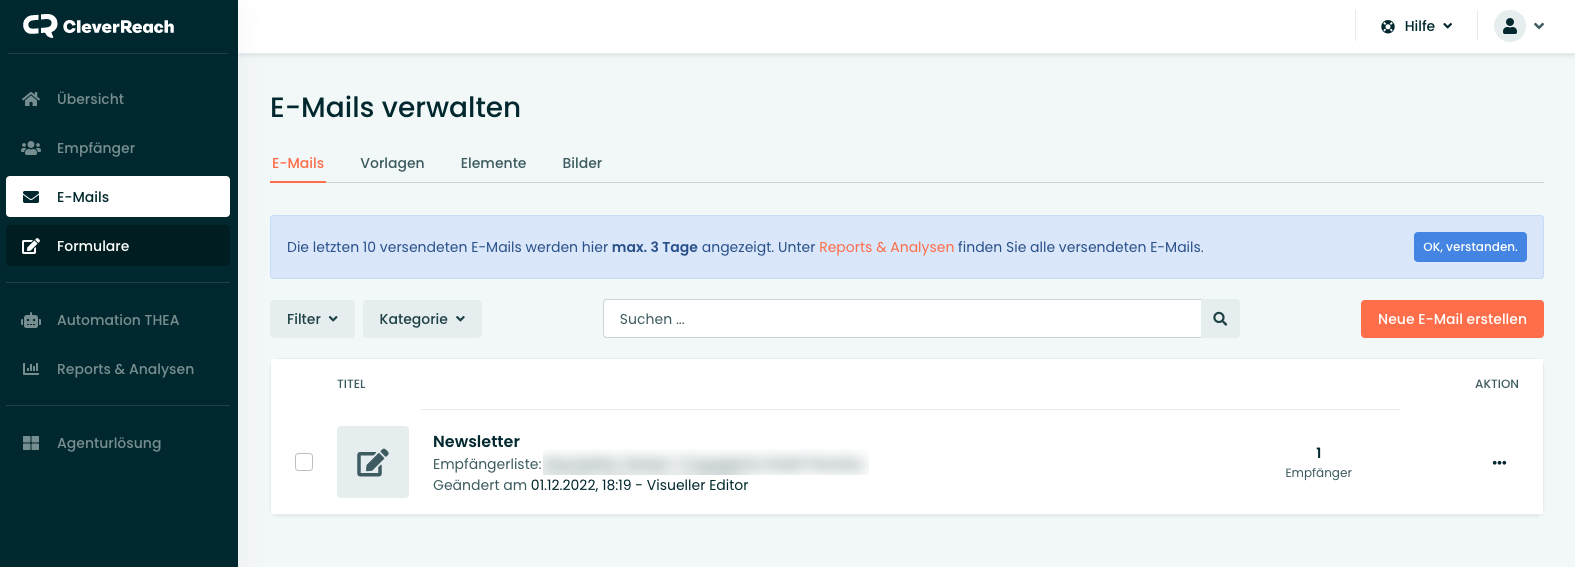 CleverReach
Hilfe
Übersicht
Empfänger
E-Mails
Formulare
Automation THEA
Reports & Analysen
Agenturlösung
E-Mails verwalten
E-Mails Vorlagen Elemente Bilder
Die letzten 10 versendeten E-Mails werden hier max. 3 Tage angezeigt. Unter Reports & Analysen finden Sie alle versendeten E-Mails. OK, verstanden.
Filter Kategorie Suchen ... Neue E-Mail erstellen
TITEL AKTION
Newsletter
Empfängerliste:
Geändert am 01.12.2022, 18:19 - Visueller Editor
1
Empfänger